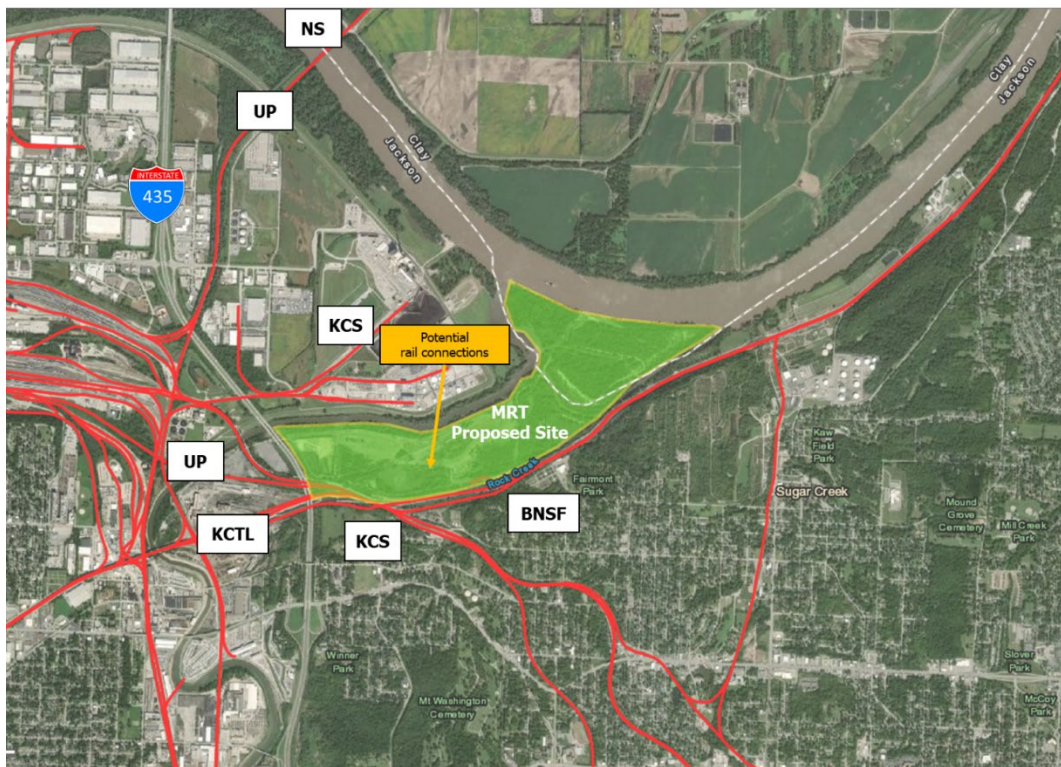 NS
UP
INTERSTATE
435
Clay
Jackson
Clay
Jackson
KCS
Potential
rail connections
MRT
Proposed Site
UP
Rock Creek
Fairmont
Park
BNSF
KCTL
KCS
Kaw
Field
Park
Sugar Creek
Mound
Grove
Cemetery
Mill Creek
Park
Winner
Park
Mt Washington
Cemetery
Slover
Park
McCoy
Park